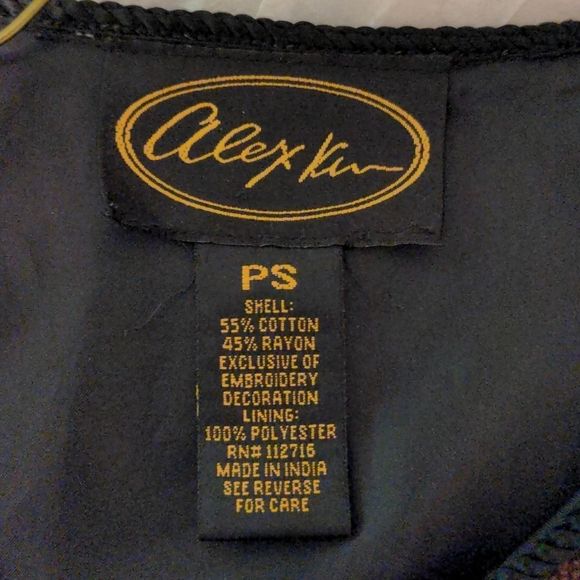 alex Kim
PS
SHELL:
55% COTTON
45% RAYON
EXCLUSIVE OF
EMBROIDERY
DECORATION
LINING:
100% POLYESTER
RN# 112716
MADE IN INDIA
SEE REVERSE
FOR CARE